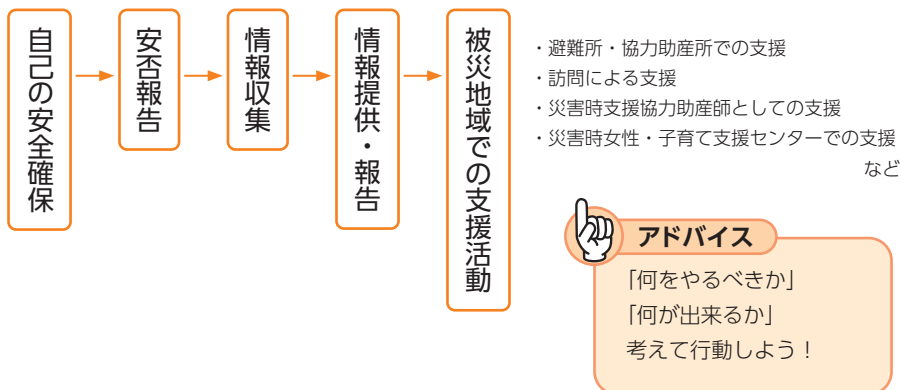 自己の安全確保
安否報告
情報収集
情報提供・報告
被災地域での支援活動
・避難所・協力助産所での支援
・訪問による支援
・災害時支援協力助産師としての支援
・災害時女性・子育て支援センターでの支援
など
アドバイス
「何をやるべきか」
「何が出来るか」
考えて行動しよう！